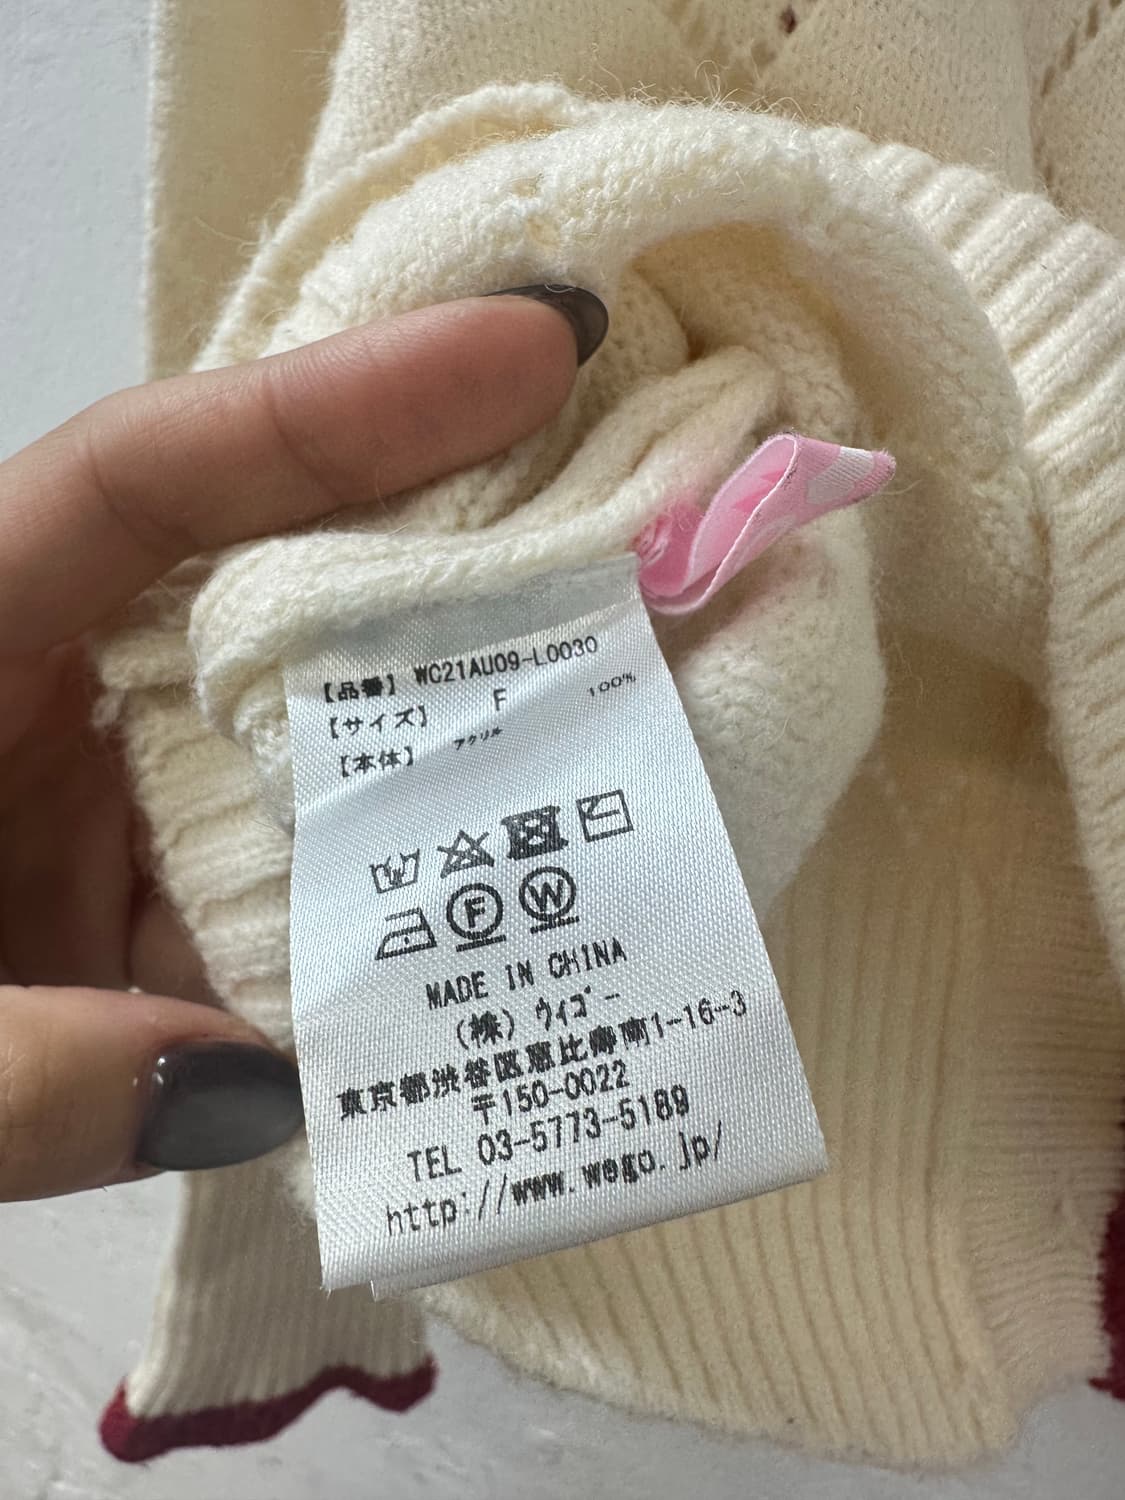 【品番】 WC21AU09-L0030
【サイズ】 F
【本体】 アクリル 100%
F W
MADE IN CHINA
(株) ウィゴー
東京都渋谷区恵比寿南1-16-3
〒150-0022
TEL 03-5773-5189
http://www.wego.jp/